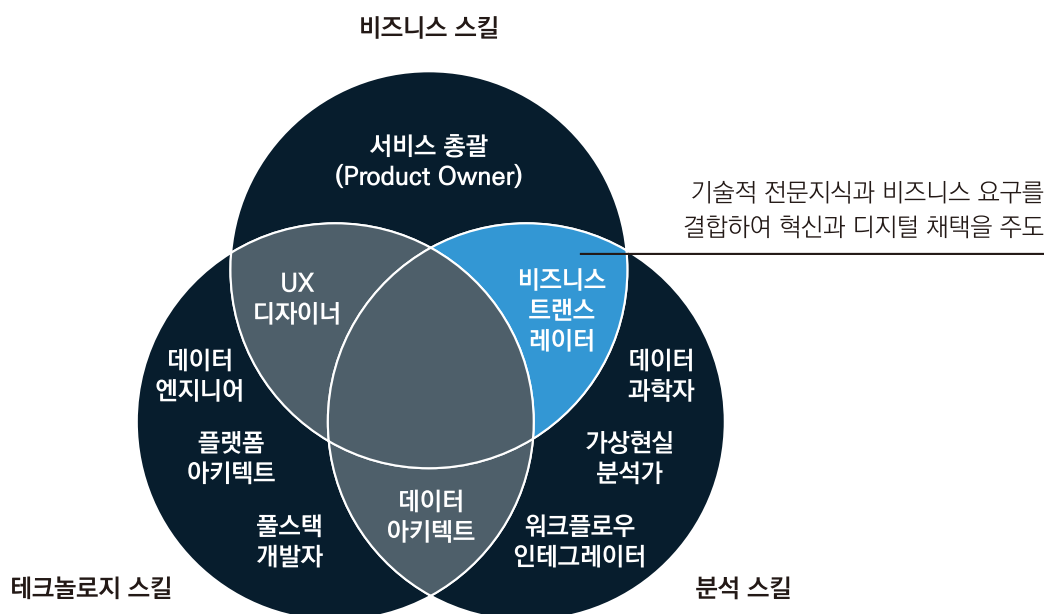 비즈니스 스킬
서비스 총괄
(Product Owner)
기술적 전문지식과 비즈니스 요구를
결합하여 혁신과 디지털 채택을 주도
UX
디자이너
비즈니스
트랜스
레이터
데이터
엔지니어
데이터
과학자
플랫폼
아키텍트
가상현실
분석가
데이터
아키텍트
풀스택
개발자
워크플로우
인테그레이터
테크놀로지 스킬
분석 스킬